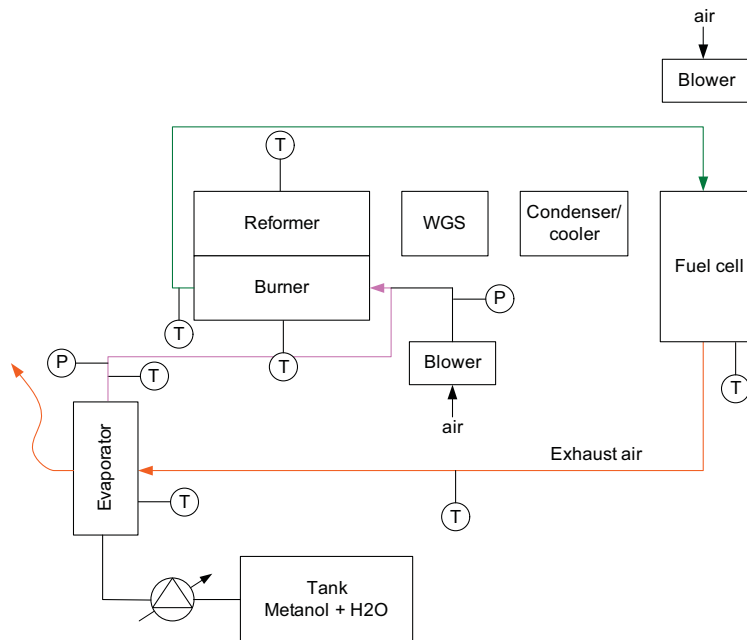 air
Blower
T
Reformer
WGS
Condenser/
cooler
Fuel cell
Burner
P
T
T
Blower
P
T
T
air
Evaporator
Exhaust air
T
T
Tank
Metanol + H2O